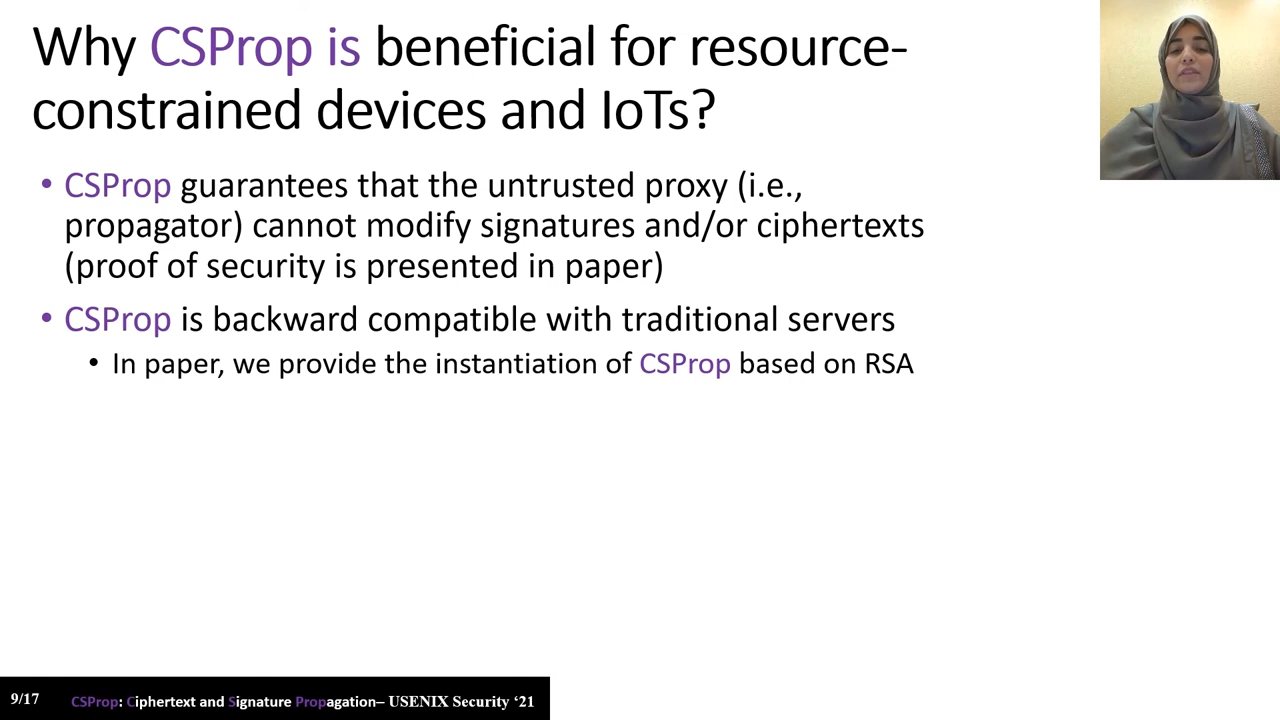 Why CSProp is beneficial for resource-
constrained devices and IoTs?
• CSProp guarantees that the untrusted proxy (i.e.,
propagator) cannot modify signatures and/or ciphertexts
(proof of security is presented in paper)
• CSProp is backward compatible with traditional servers
• In paper, we provide the instantiation of CSProp based on RSA
9/17 CSProp: Ciphertext and Signature Propagation– USENIX Security ‘21